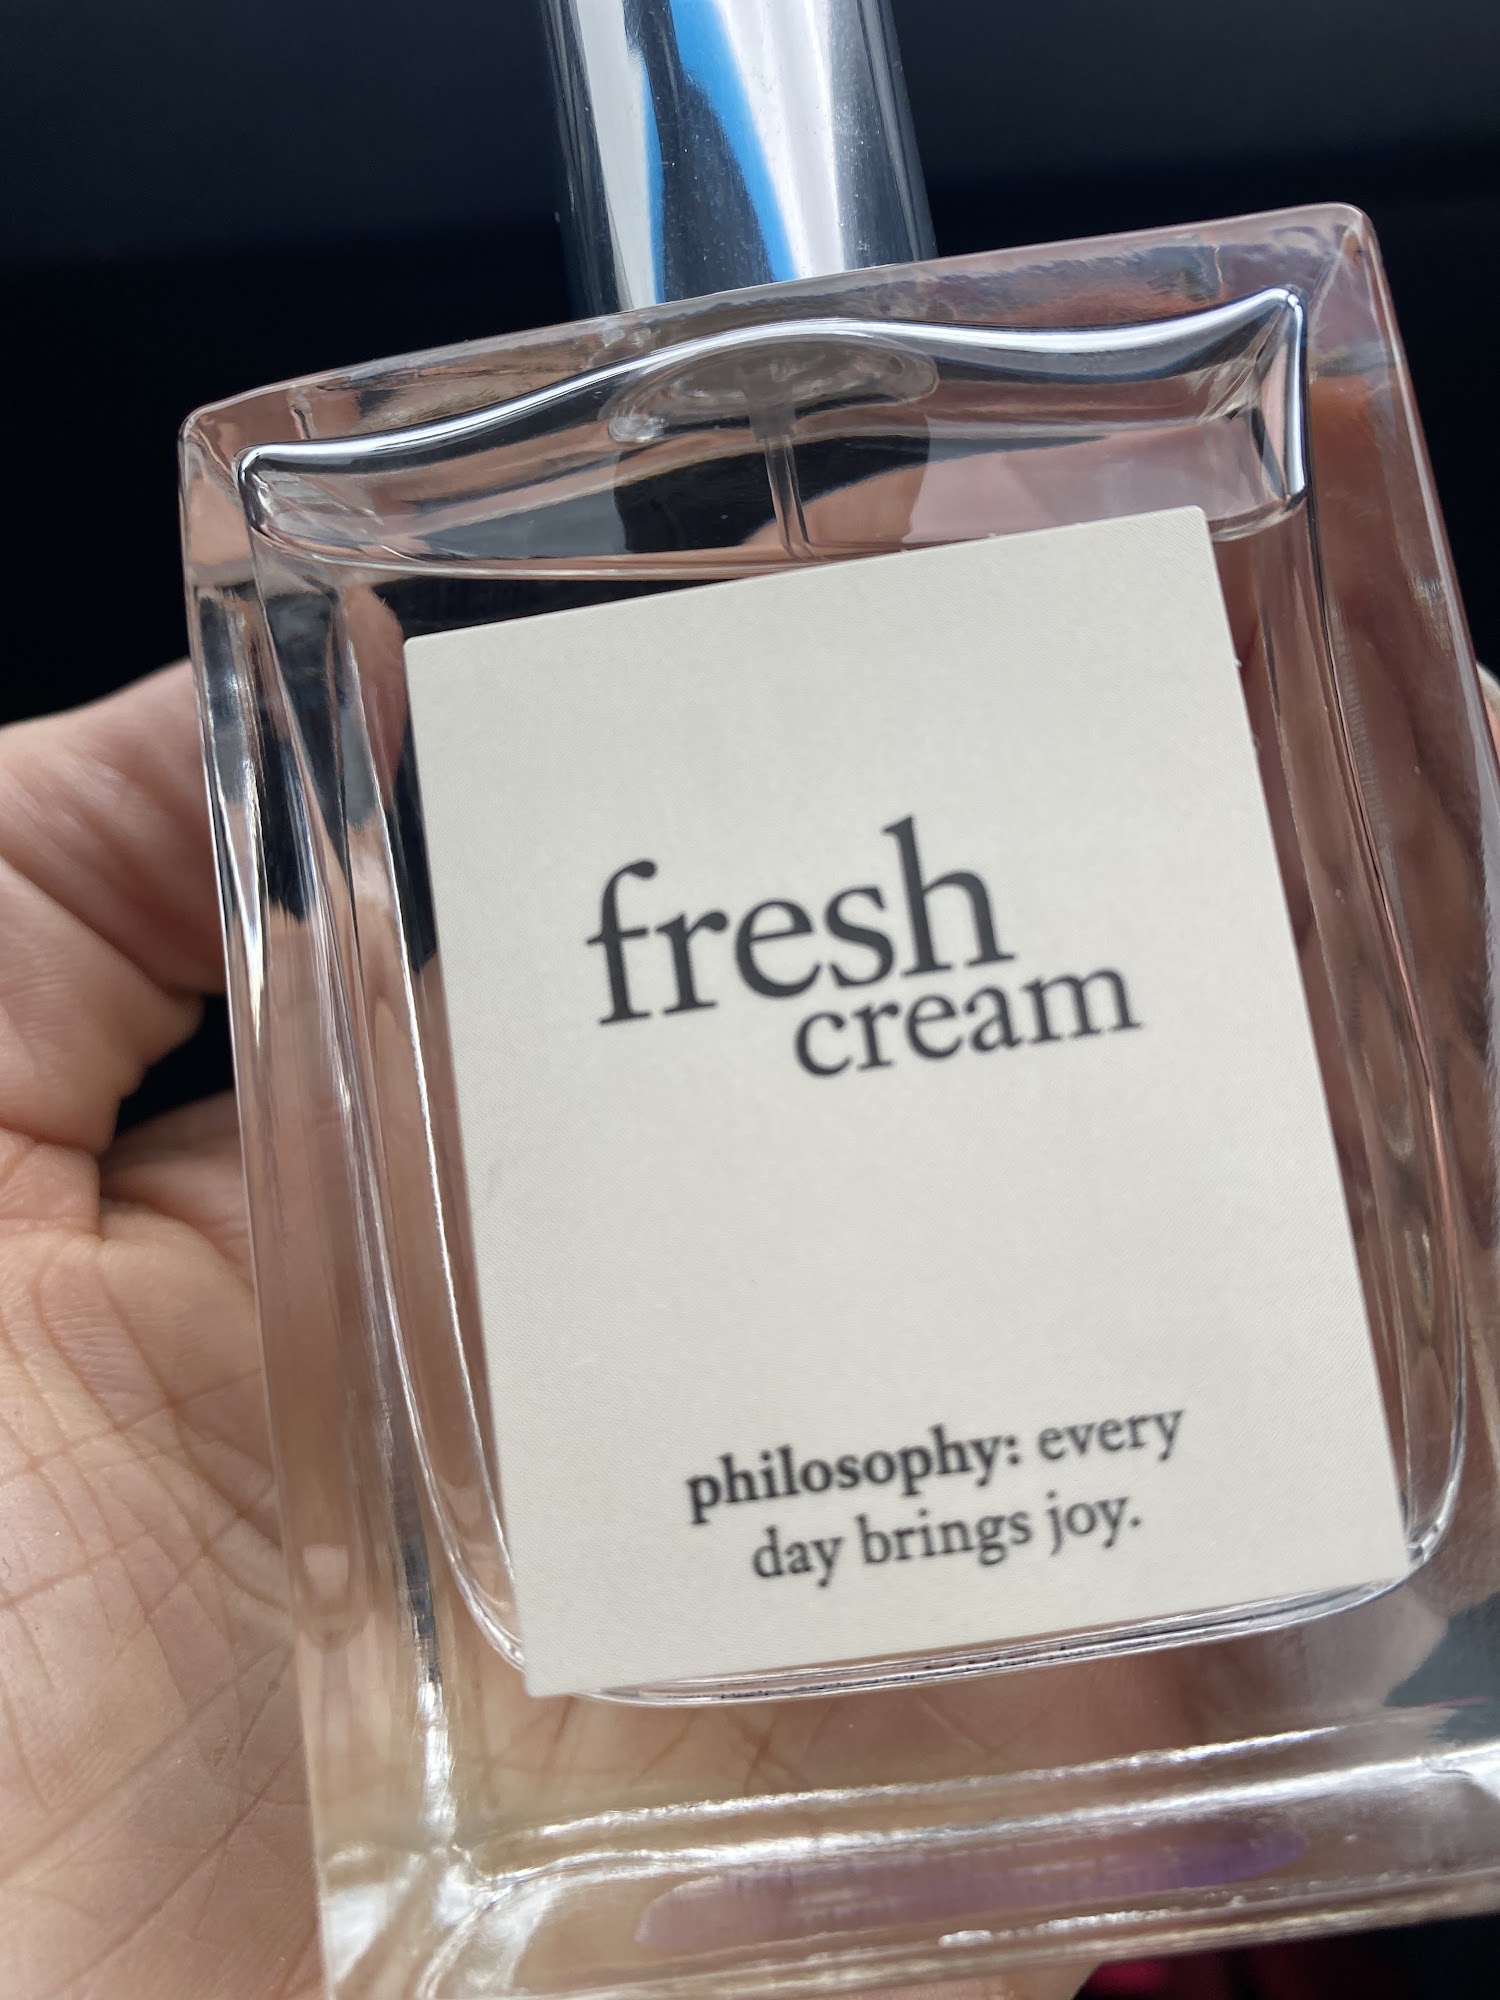 fresh
cream
philosophy: every
day brings joy.